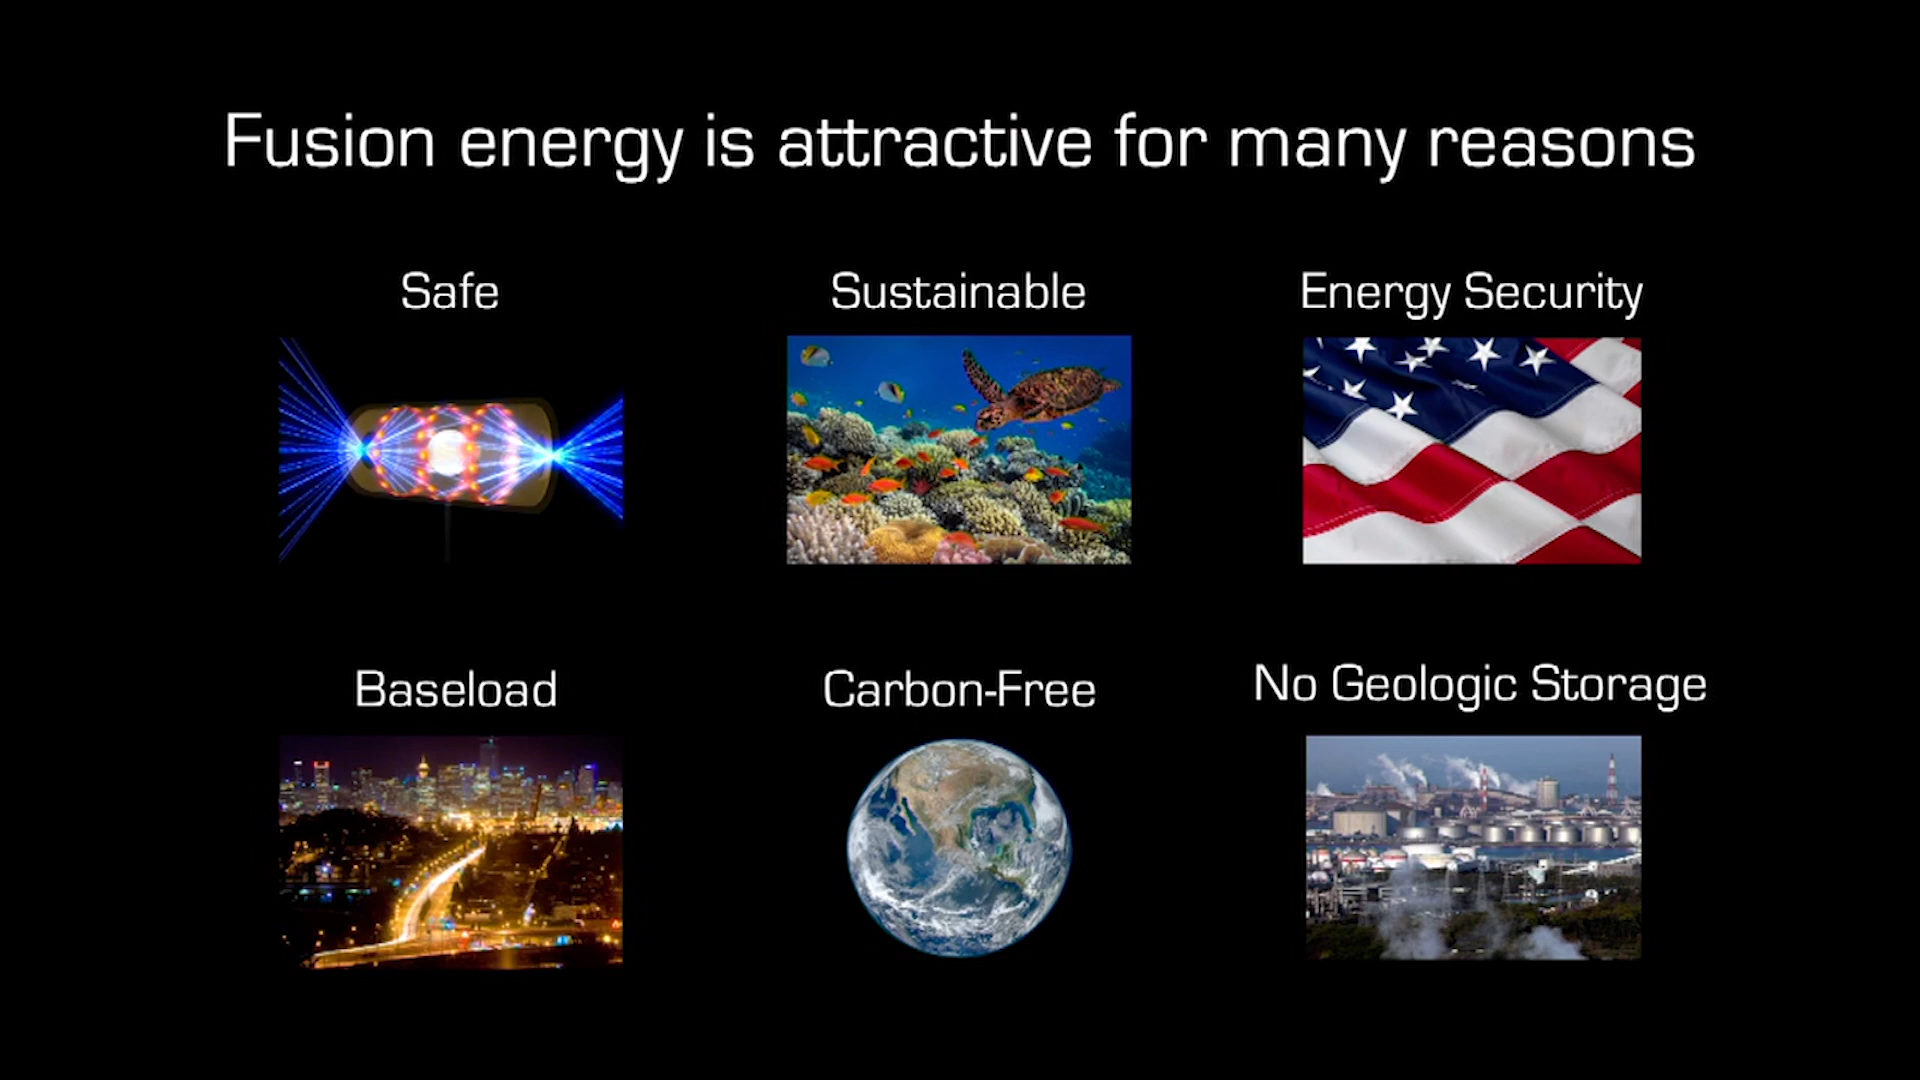 Fusion energy is attractive for many reasons
Safe
Sustainable
Energy Security
Baseload
Carbon-Free
No Geologic Storage